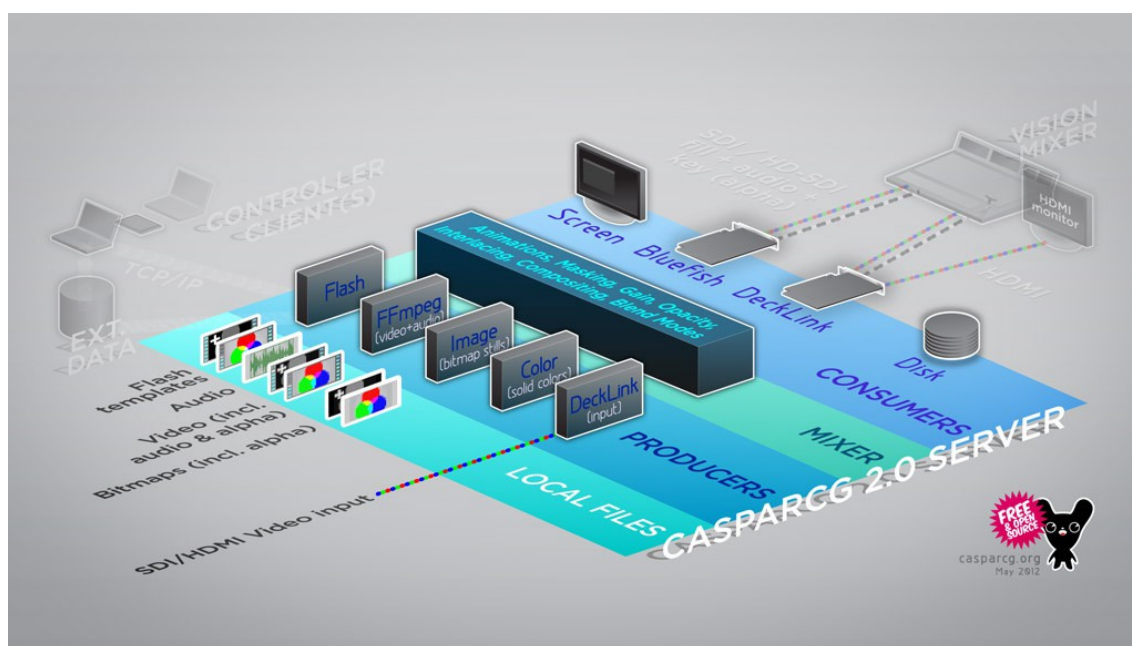 VISION
MIXER
SDI / HD-SDI
fill + audio +
key (alpha)
HDMI
monitor
HDMI
CONTROLLER
CLIENT(S)
TCP/IP
EXT.
DATA
Screen
Bluefish
DeckLink
Disk
Animations, Masking, Gain, Opacity,
Interlacing, Compositing, Blend Modes
Flash
FFmpeg
(video+audio)
Image
(bitmap stills)
Color
(solid colors)
DeckLink
(input)
Flash
templates
Audio
Video (incl.
audio & alpha)
Bitmaps (incl. alpha)
SDI/HDMI Video input
LOCAL FILES
PRODUCERS
MIXER
CONSUMERS
CASPARCG 2.0 SERVER
FREE
& OPEN
SOURCE
casparcg.org
May 2012